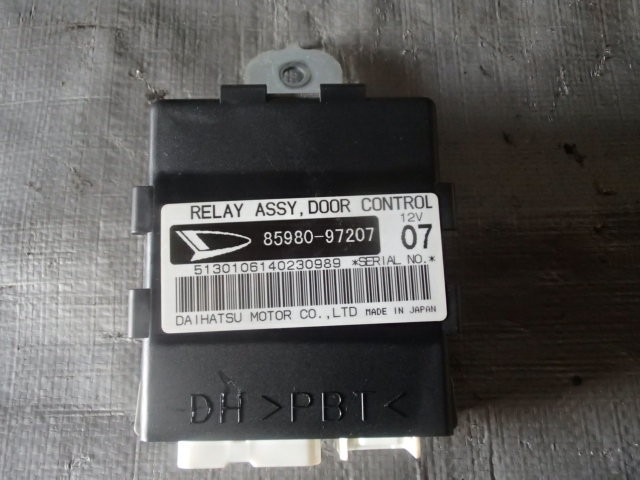 RELAY ASSY, DOOR CONTROL
12V
85980-97207 07
5130106140230989 *SERIAL NO.*
DAIHATSU MOTOR CO.,LTD MADE IN JAPAN
DH >PBT<